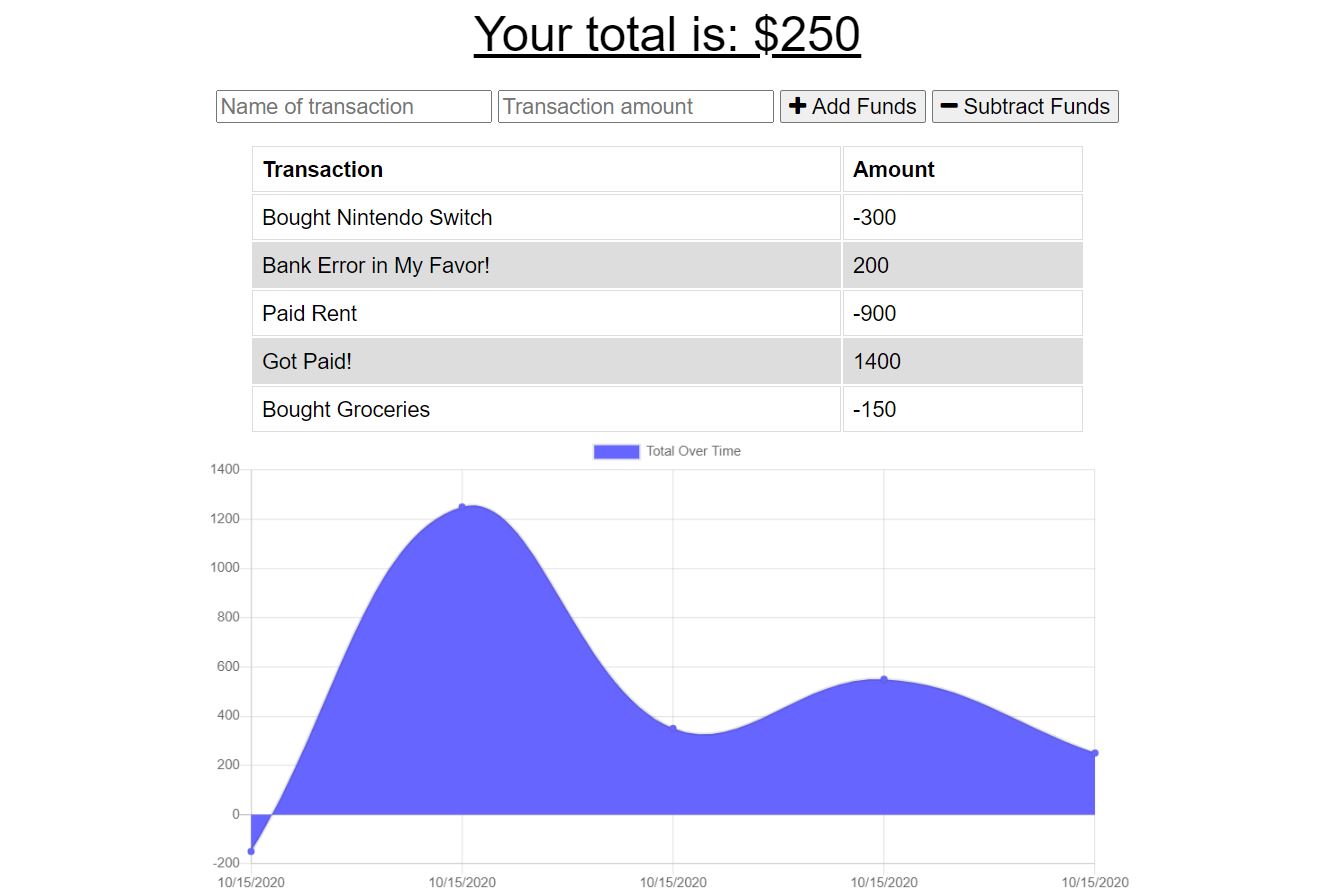 Your total is: $250
Name of transaction Transaction amount + Add Funds − Subtract Funds
Transaction Amount
Bought Nintendo Switch -300
Bank Error in My Favor! 200
Paid Rent -900
Got Paid! 1400
Bought Groceries -150
Total Over Time
1400
1200
1000
800
600
400
200
0
-200
10/15/2020 10/15/2020 10/15/2020 10/15/2020 10/15/2020